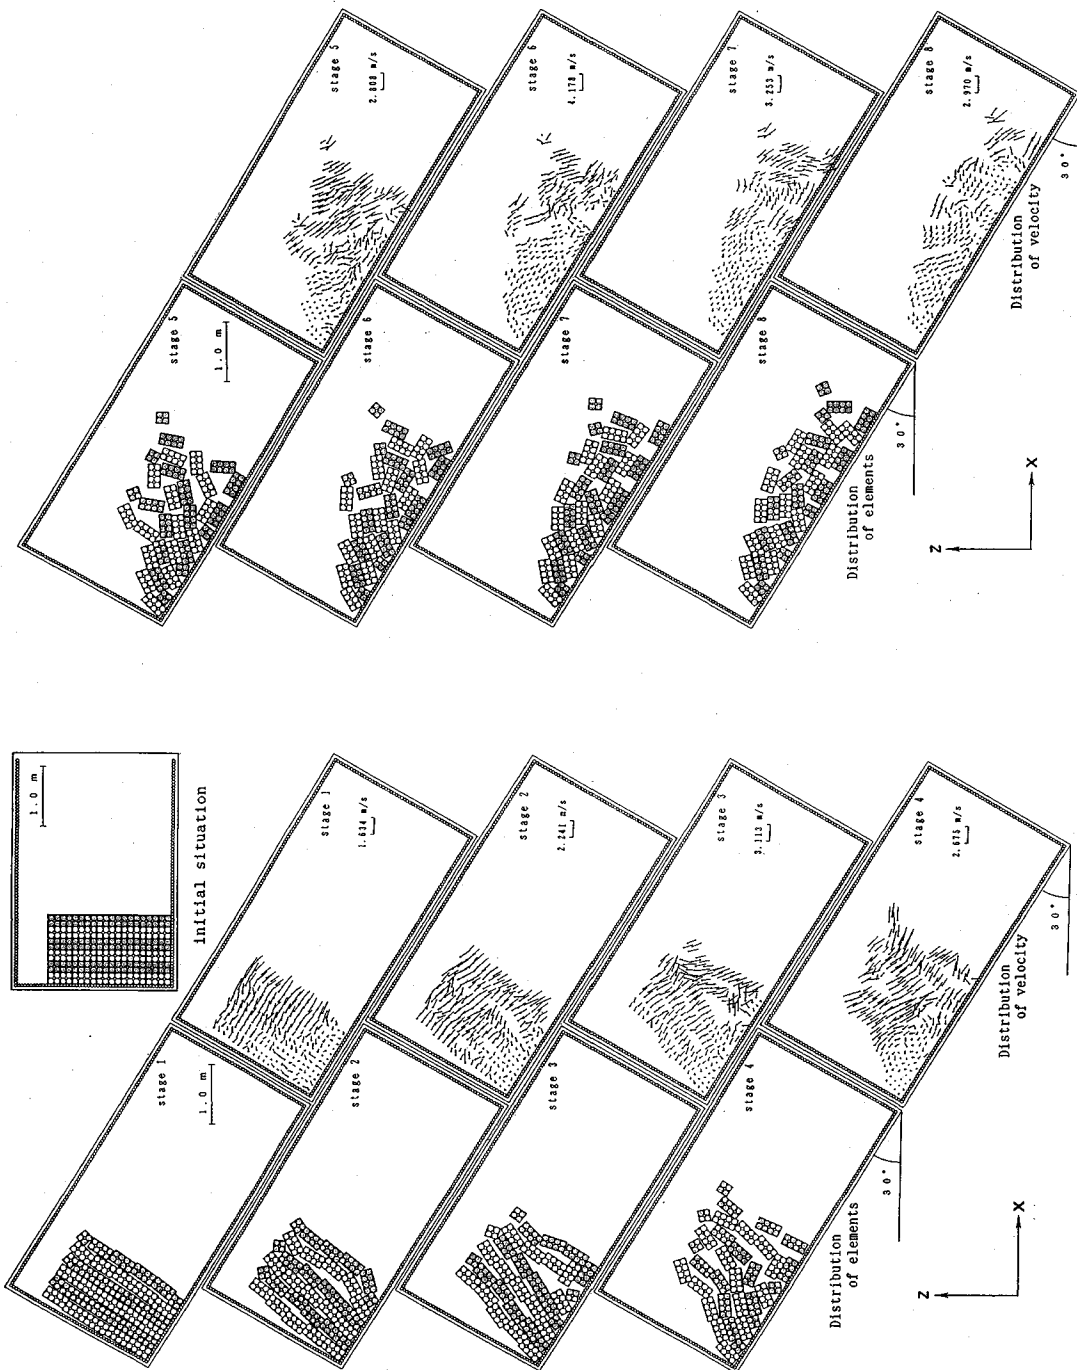 initial situation
1.0 m
stage 1
1.0 m
stage 1
1.634 m/s
stage 2
stage 2
2.241 m/s
stage 3
stage 3
3.113 m/s
stage 4
stage 4
2.675 m/s
30°
Distribution
of elements
30°
Distribution
of velocity
Z
X
stage 5
1.0 m
stage 5
2.808 m/s
stage 6
stage 6
4.178 m/s
stage 7
stage 7
3.253 m/s
stage 8
stage 8
2.970 m/s
30°
Distribution
of elements
30°
Distribution
of velocity
Z
X